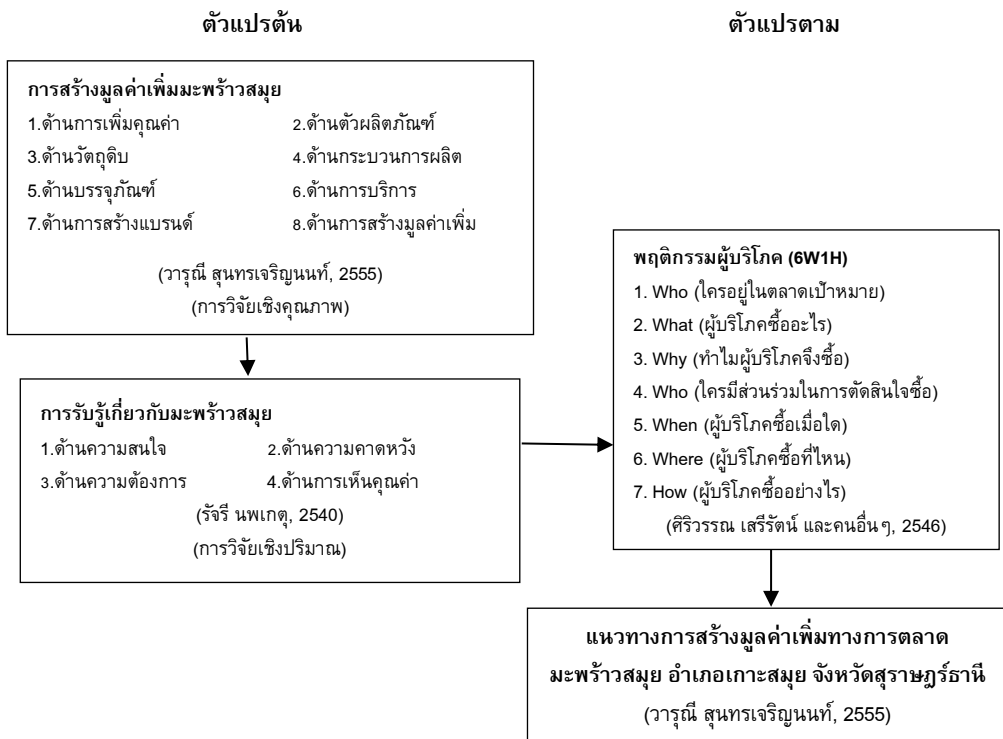 ตัวแปรต้น
ตัวแปรตาม
การสร้างมูลค่าเพิ่มมะพร้าวสมุย
1.ด้านการเพิ่มคุณค่า 2.ด้านตัวผลิตภัณฑ์
3.ด้านวัตถุดิบ 4.ด้านกระบวนการผลิต
5.ด้านบรรจุภัณฑ์ 6.ด้านการบริการ
7.ด้านการสร้างแบรนด์ 8.ด้านการสร้างมูลค่าเพิ่ม
(วารุณี สุนทรเจริญนนท์, 2555)
(การวิจัยเชิงคุณภาพ)
การรับรู้เกี่ยวกับมะพร้าวสมุย
1.ด้านความสนใจ 2.ด้านความคาดหวัง
3.ด้านความต้องการ 4.ด้านการเห็นคุณค่า
(รัจรี นพเกตุ, 2540)
(การวิจัยเชิงปริมาณ)
พฤติกรรมผู้บริโภค (6W1H)
1. Who (ใครอยู่ในตลาดเป้าหมาย)
2. What (ผู้บริโภคซื้ออะไร)
3. Why (ทำไมผู้บริโภคจึงซื้อ)
4. Who (ใครมีส่วนร่วมในการตัดสินใจซื้อ)
5. When (ผู้บริโภคซื้อเมื่อใด)
6. Where (ผู้บริโภคซื้อที่ไหน)
7. How (ผู้บริโภคซื้ออย่างไร)
(ศิริวรรณ เสรีรัตน์ และคนอื่นๆ, 2546)
แนวทางการสร้างมูลค่าเพิ่มทางการตลาด
มะพร้าวสมุย อำเภอเกาะสมุย จังหวัดสุราษฎร์ธานี
(วารุณี สุนทรเจริญนนท์, 2555)